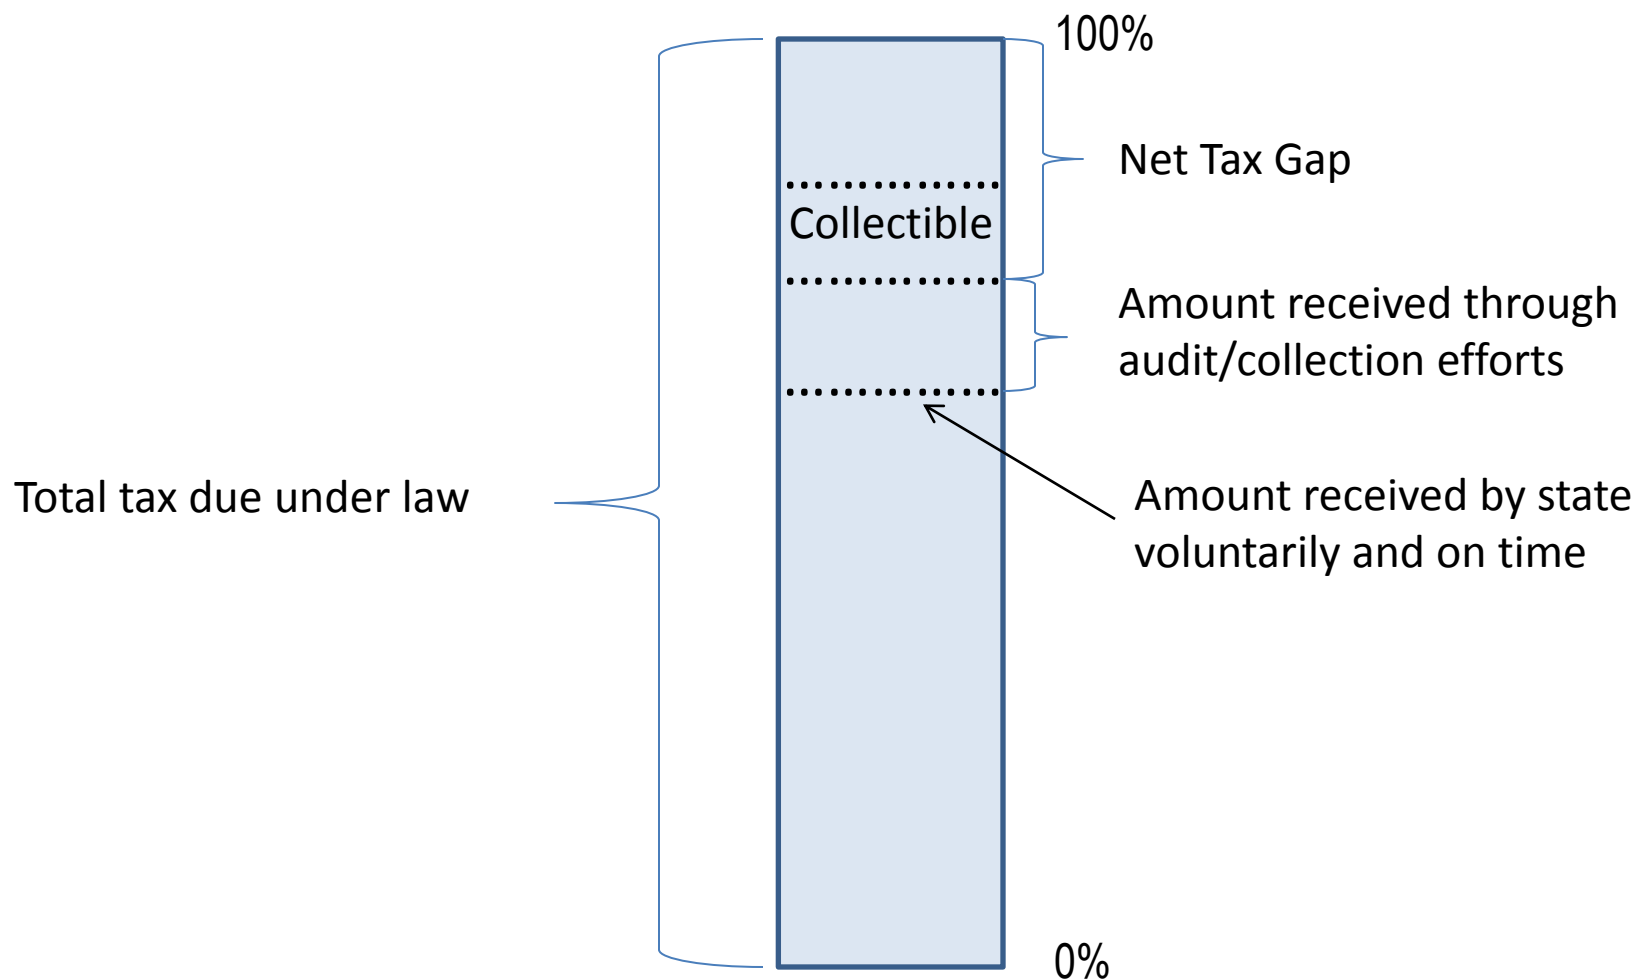 100%
Net Tax Gap
Collectible
Amount received through
audit/collection efforts
Total tax due under law
Amount received by state
voluntarily and on time
0%